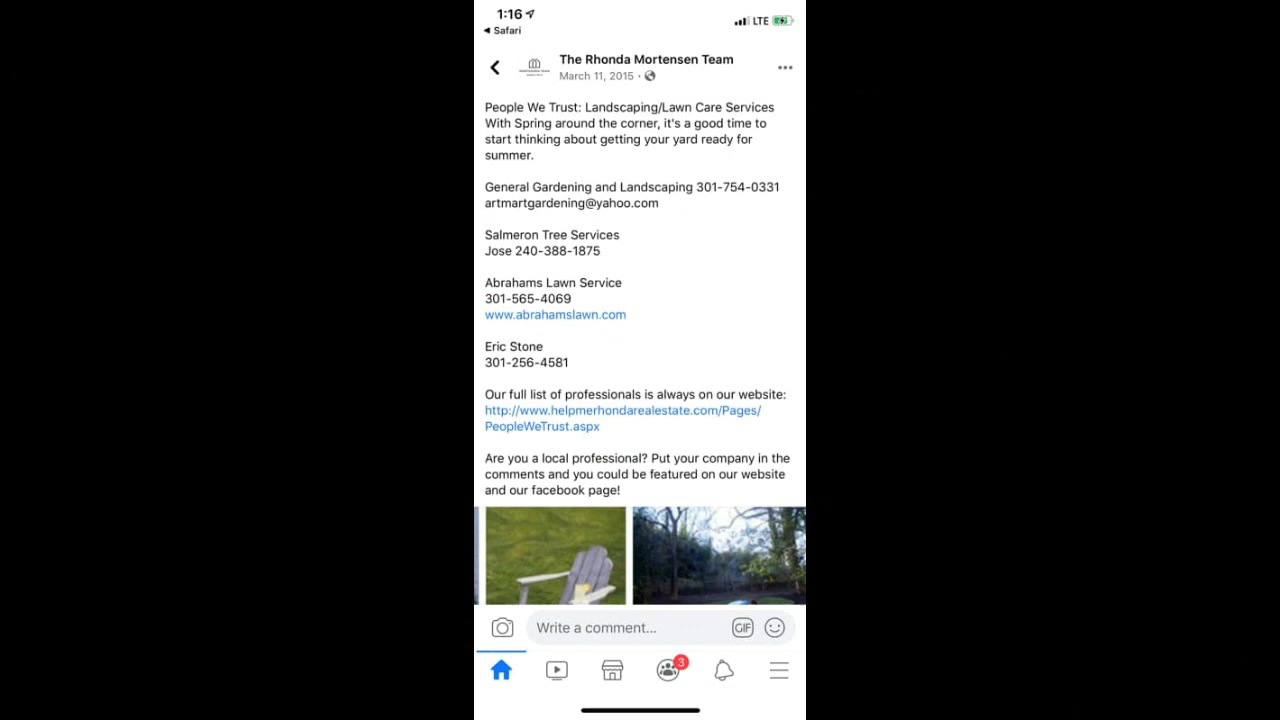 1:16
Safari
LTE
The Rhonda Mortensen Team
March 11, 2015 ·
People We Trust: Landscaping/Lawn Care Services
With Spring around the corner, it's a good time to
start thinking about getting your yard ready for
summer.
General Gardening and Landscaping 301-754-0331
artmartgardening@yahoo.com
Salmeron Tree Services
Jose 240-388-1875
Abrahams Lawn Service
301-565-4069
www.abrahamslawn.com
Eric Stone
301-256-4581
Our full list of professionals is always on our website:
http://www.helpmerhondarealestate.com/Pages/
PeopleWeTrust.aspx
Are you a local professional? Put your company in the
comments and you could be featured on our website
and our facebook page!
Write a comment...
GIF
3